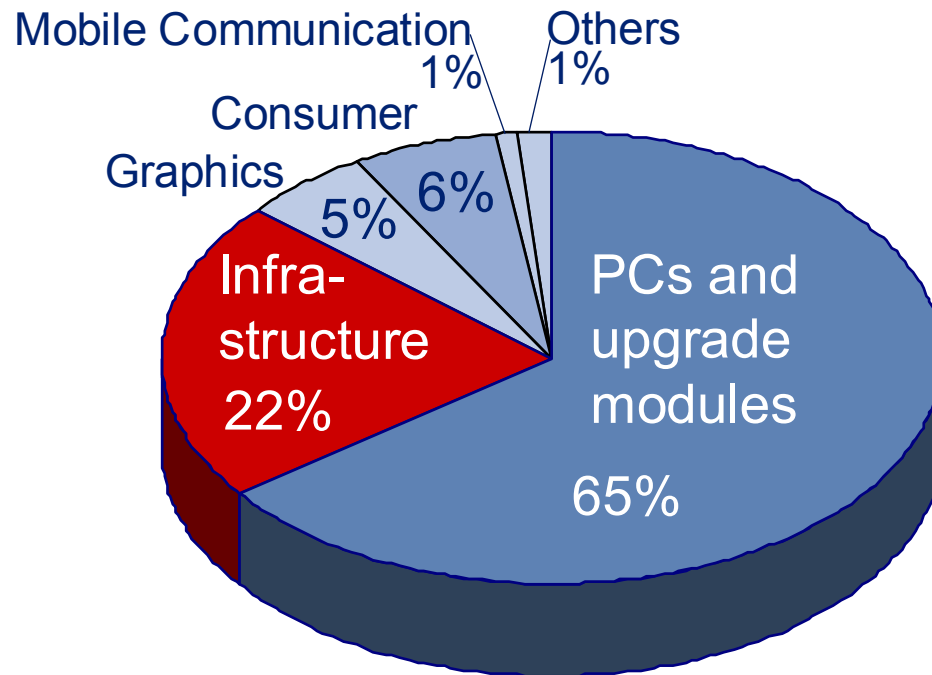 Mobile Communication
1%
Others
1%
Consumer
6%
Graphics
5%
Infra-
structure
22%
PCs and
upgrade
modules
65%